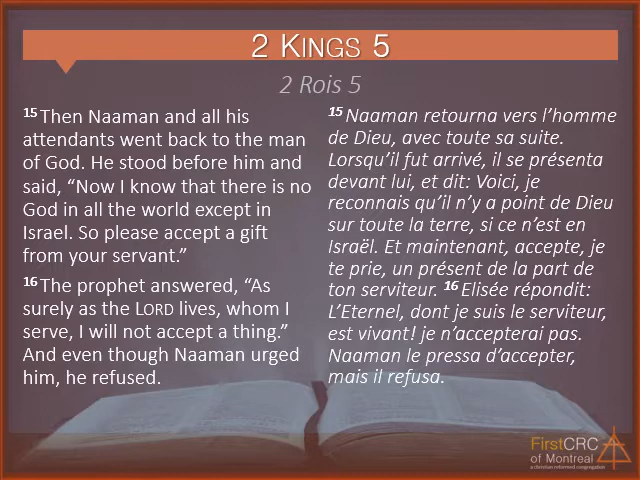 2 KINGS 5
2 Rois 5
15 Then Naaman and all his
attendants went back to the man
of God. He stood before him and
said, “Now I know that there is no
God in all the world except in
Israel. So please accept a gift
from your servant.”
16 The prophet answered, “As
surely as the LORD lives, whom I
serve, I will not accept a thing.”
And even though Naaman urged
him, he refused.
15 Naaman retourna vers l’homme
de Dieu, avec toute sa suite.
Lorsqu’il fut arrivé, il se présenta
devant lui, et dit: Voici, je
reconnais qu’il n’y a point de Dieu
sur toute la terre, si ce n’est en
Israël. Et maintenant, accepte, je
te prie, un présent de la part de
ton serviteur. 16 Elisée répondit:
L’Eternel, dont je suis le serviteur,
est vivant! je n’accepterai pas.
Naaman le pressa d’accepter,
mais il refusa.
FirstCRC
of Montreal
a christian reformed congregation